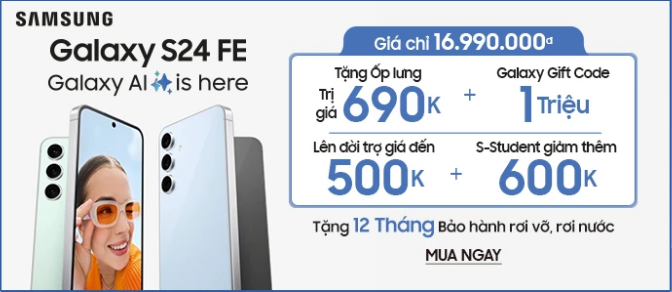 SAMSUNG
Galaxy S24 FE
Galaxy AI is here
Giá chỉ 16.990.000đ
Tặng Ốp lưng
Trị giá 690K
+
Galaxy Gift Code
1 Triệu
Lên đời trợ giá đến
500K
+
S-Student giảm thêm
600K
Tặng 12 Tháng Bảo hành rơi vỡ, rơi nước
MUA NGAY